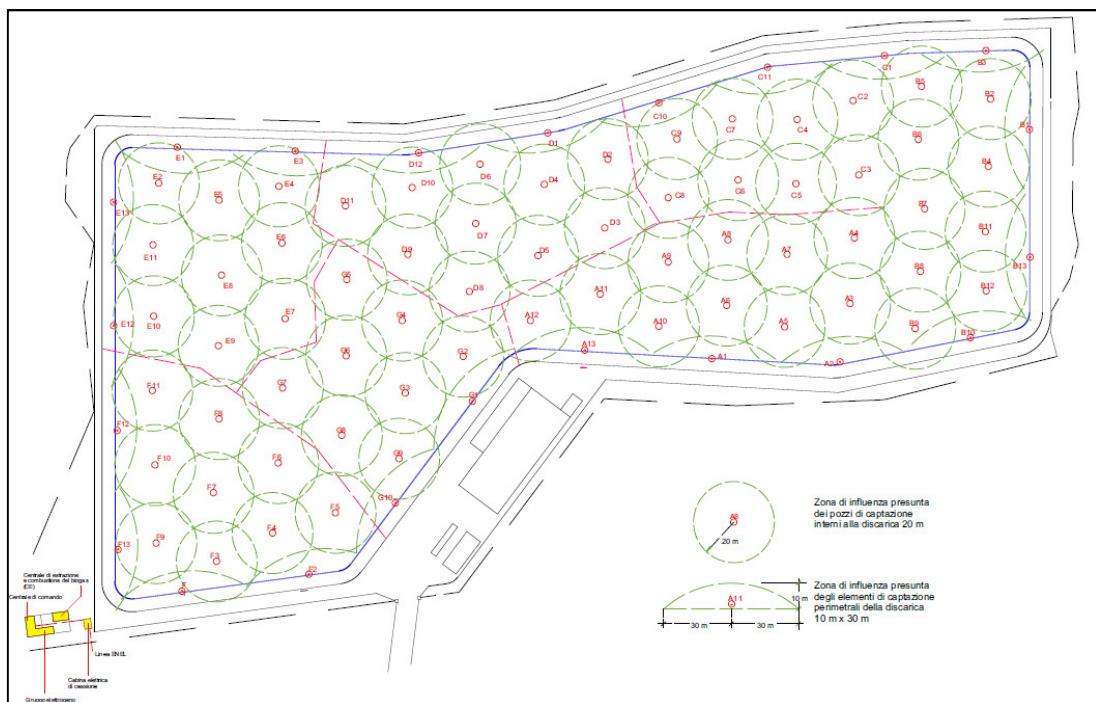 B3
C1
B5
C11
B2
C2
C10
C7
C4
B1
D1
C9
B6
E1
E3
D12
D2
B4
D6
C3
E2
E4
D10
D4
C6
C5
E5
D11
C8
B7
E13
D7
D3
B11
E6
A8
A4
E11
D9
D5
A9
A7
B13
E8
G5
B8
D8
A11
B12
A6
A3
E10
E7
G4
A12
E12
A10
A5
B9
B10
E9
G6
G2
A13
A1
A2
F11
G7
G3
G1
F8
F12
G8
F10
F6
G9
F7
G10
F5
F4
F9
F13
F3
F2
A8
20 m
Zona di influenza presunta
dei pozzi di captazione
interni alla discarica 20 m
A11
10 m
30 m
30 m
Zona di influenza presunta
degli elementi di captazione
perimetrali della discarica
10 m x 30 m
Centrale di estrazione
e combustione del biogas
Centrale di comando
Linea ENEL
Cabina elettrica
di cessione
Gruppo elettrogeno